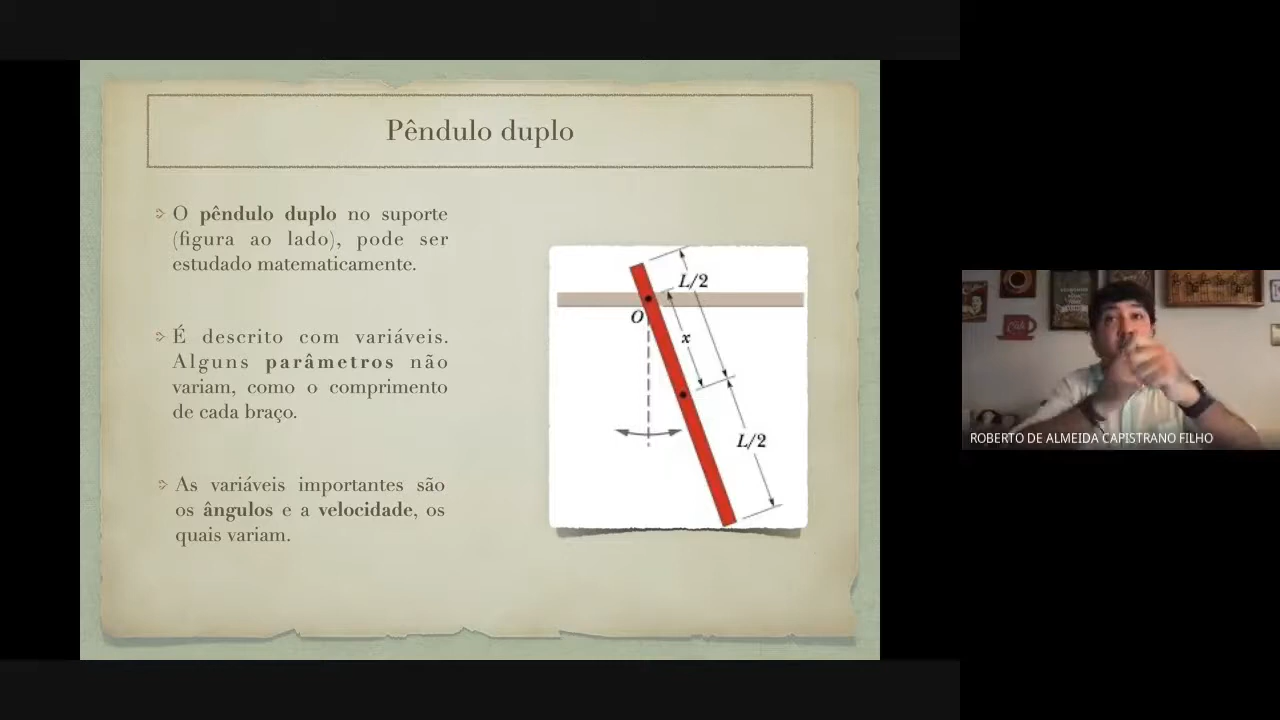 Pêndulo duplo
O pêndulo duplo no suporte
(figura ao lado), pode ser
estudado matematicamente.
É descrito com variáveis.
Alguns parâmetros não
variam, como o comprimento
de cada braço.
As variáveis importantes são
os ângulos e a velocidade, os
quais variam.
L/2
O
x
L/2
ROBERTO DE ALMEIDA CAPISTRANO FILHO